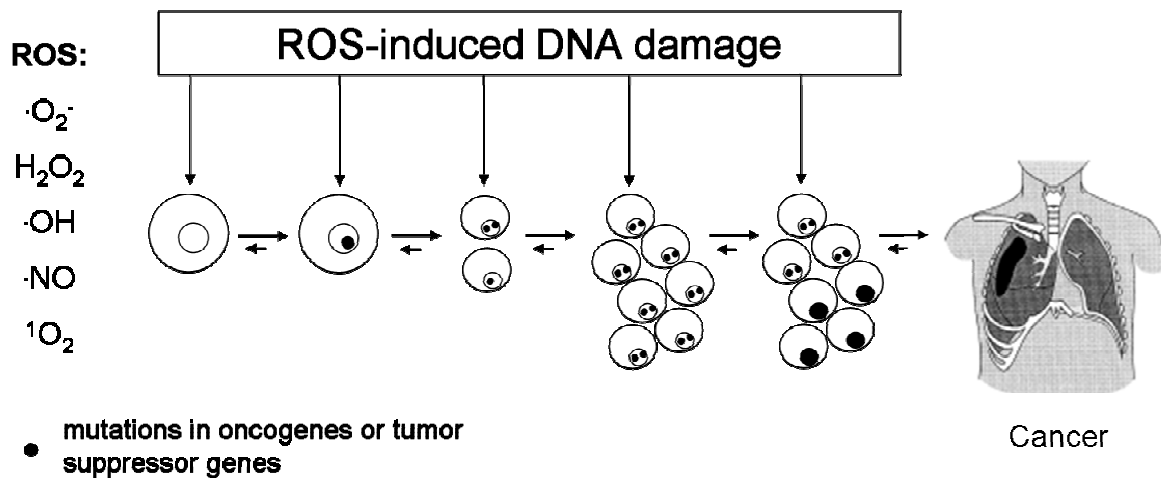 ROS-induced DNA damage
ROS:
·O₂⁻
H₂O₂
·OH
·NO
¹O₂
mutations in oncogenes or tumor
suppressor genes
Cancer